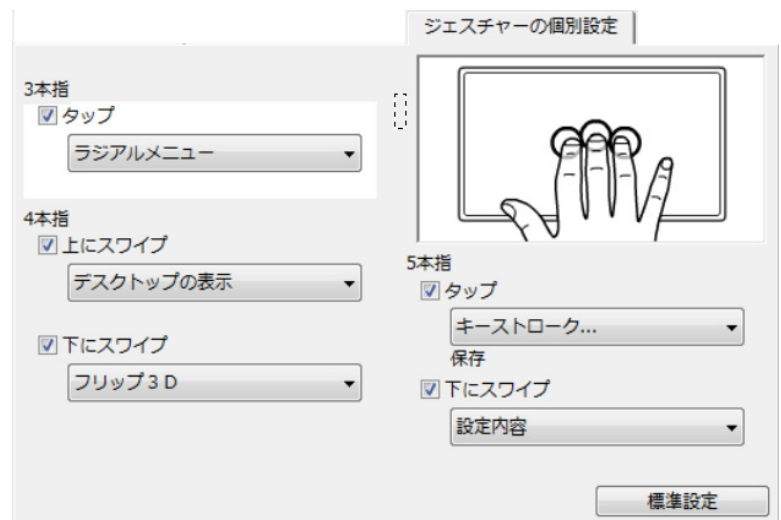 ジェスチャーの個別設定
3本指
タップ
ラジアルメニュー
4本指
上にスワイプ
デスクトップの表示
下にスワイプ
フリップ3D
5本指
タップ
キーストローク...
保存
下にスワイプ
設定内容
標準設定